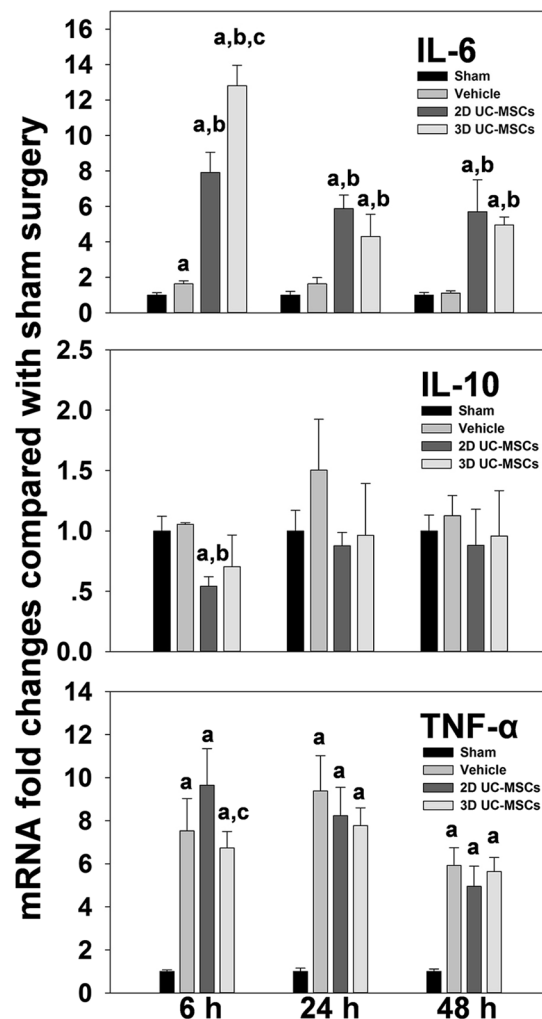 mRNA fold changes compared with sham surgery
IL-6
Sham
Vehicle
2D UC-MSCs
3D UC-MSCs
16
14
12
10
8
6
4
2
0
a
a,b
a,b,c
a,b
a,b
a,b
a,b
IL-10
Sham
Vehicle
2D UC-MSCs
3D UC-MSCs
2.5
2.0
1.5
1.0
.5
0.0
a,b
TNF-α
Sham
Vehicle
2D UC-MSCs
3D UC-MSCs
14
12
10
8
6
4
2
0
a
a
a,c
a
a
a
a
a
a
6 h 24 h 48 h